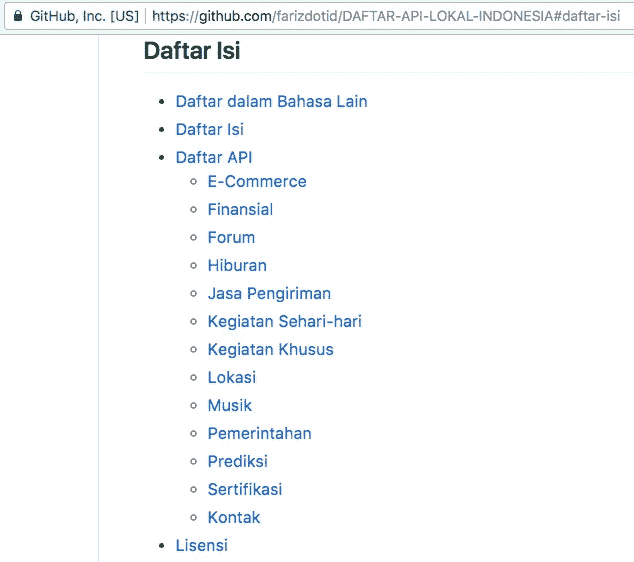 GitHub, Inc. [US] https://github.com/farizdotid/DAFTAR-API-LOKAL-INDONESIA#daftar-isi
Daftar Isi
Daftar dalam Bahasa Lain
Daftar Isi
Daftar API
E-Commerce
Finansial
Forum
Hiburan
Jasa Pengiriman
Kegiatan Sehari-hari
Kegiatan Khusus
Lokasi
Musik
Pemerintahan
Prediksi
Sertifikasi
Kontak
Lisensi